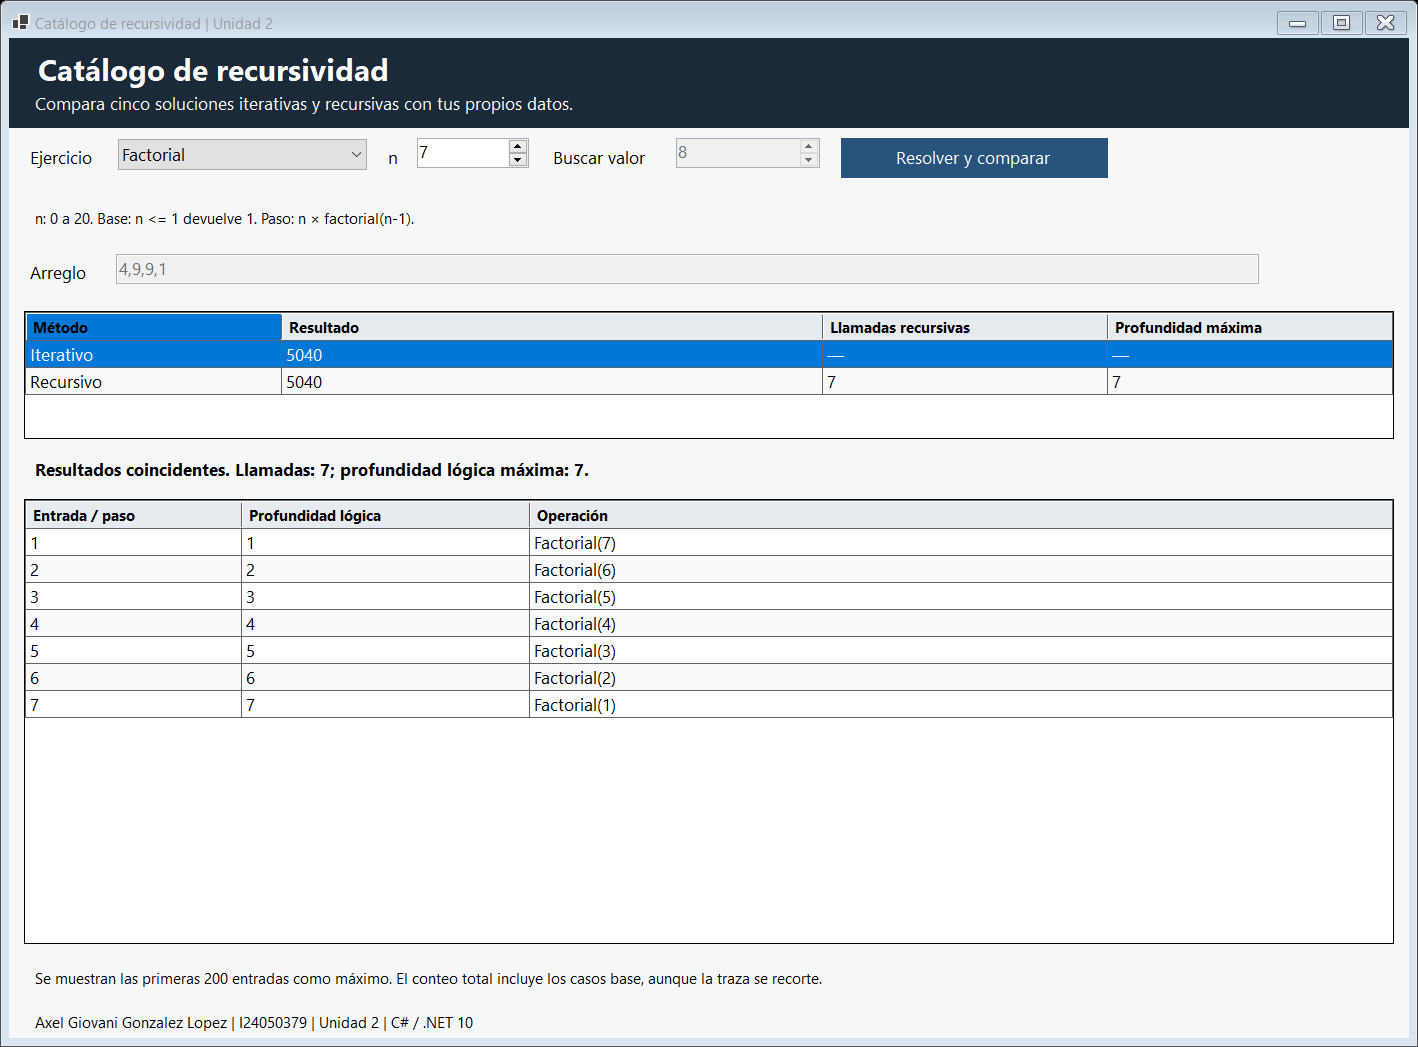 Catálogo de recursividad | Unidad 2
Catálogo de recursividad
Compara cinco soluciones iterativas y recursivas con tus propios datos.
Ejercicio Factorial n 7 Buscar valor 8 Resolver y comparar
n: 0 a 20. Base: n <= 1 devuelve 1. Paso: n × factorial(n-1).
Arreglo 4,9,9,1
Método Resultado Llamadas recursivas Profundidad máxima
Iterativo 5040 — —
Recursivo 5040 7 7
Resultados coincidentes. Llamadas: 7; profundidad lógica máxima: 7.
Entrada / paso Profundidad lógica Operación
1 1 Factorial(7)
2 2 Factorial(6)
3 3 Factorial(5)
4 4 Factorial(4)
5 5 Factorial(3)
6 6 Factorial(2)
7 7 Factorial(1)
Se muestran las primeras 200 entradas como máximo. El conteo total incluye los casos base, aunque la traza se recorte.
Axel Giovani Gonzalez Lopez | I24050379 | Unidad 2 | C# / .NET 10